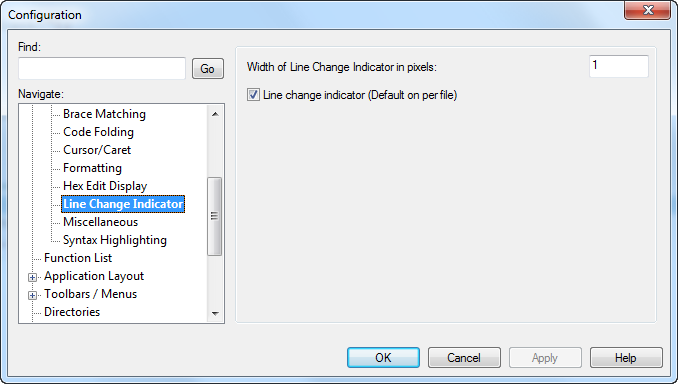 Configuration
Find:
Go
Navigate:
Brace Matching
Code Folding
Cursor/Caret
Formatting
Hex Edit Display
Line Change Indicator
Miscellaneous
Syntax Highlighting
Function List
Application Layout
Toolbars / Menus
Directories
Width of Line Change Indicator in pixels:
1
Line change indicator (Default on per file)
OK
Cancel
Apply
Help